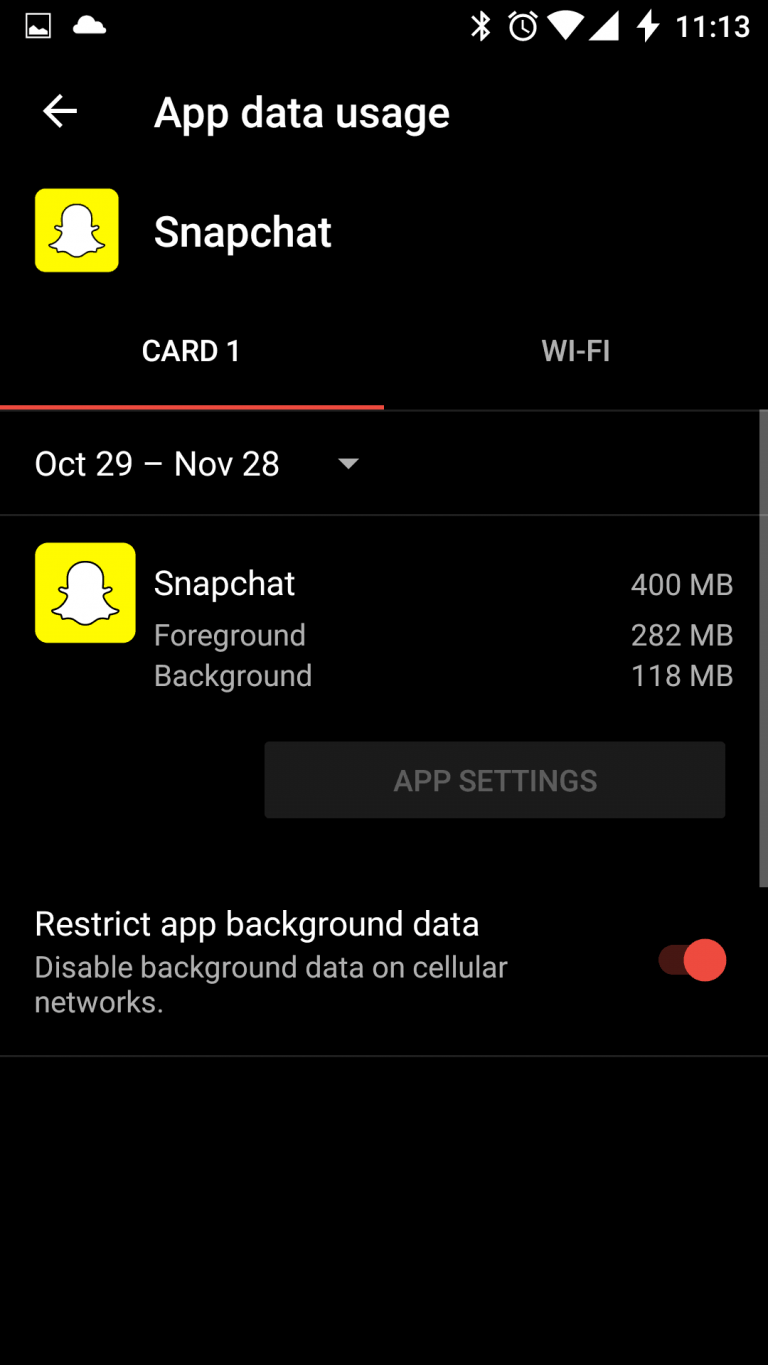 11:13
App data usage
Snapchat
CARD 1 WI-FI
Oct 29 – Nov 28
Snapchat 400 MB
Foreground 282 MB
Background 118 MB
APP SETTINGS
Restrict app background data
Disable background data on cellular
networks.